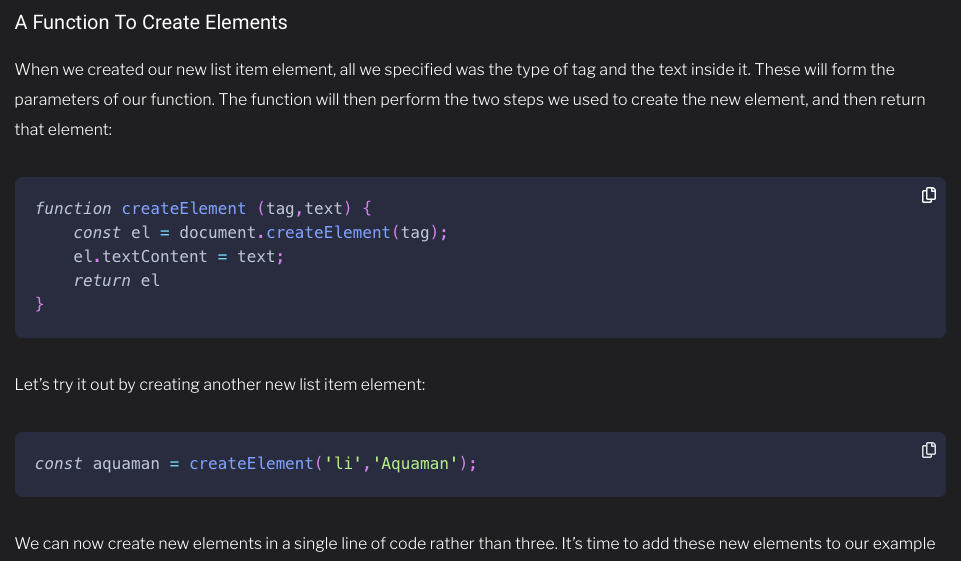 A Function To Create Elements
When we created our new list item element, all we specified was the type of tag and the text inside it. These will form the
parameters of our function. The function will then perform the two steps we used to create the new element, and then return
that element:
function createElement (tag,text) {
    const el = document.createElement(tag);
    el.textContent = text;
    return el
}
Let’s try it out by creating another new list item element:
const aquaman = createElement('li','Aquaman');
We can now create new elements in a single line of code rather than three. It’s time to add these new elements to our example